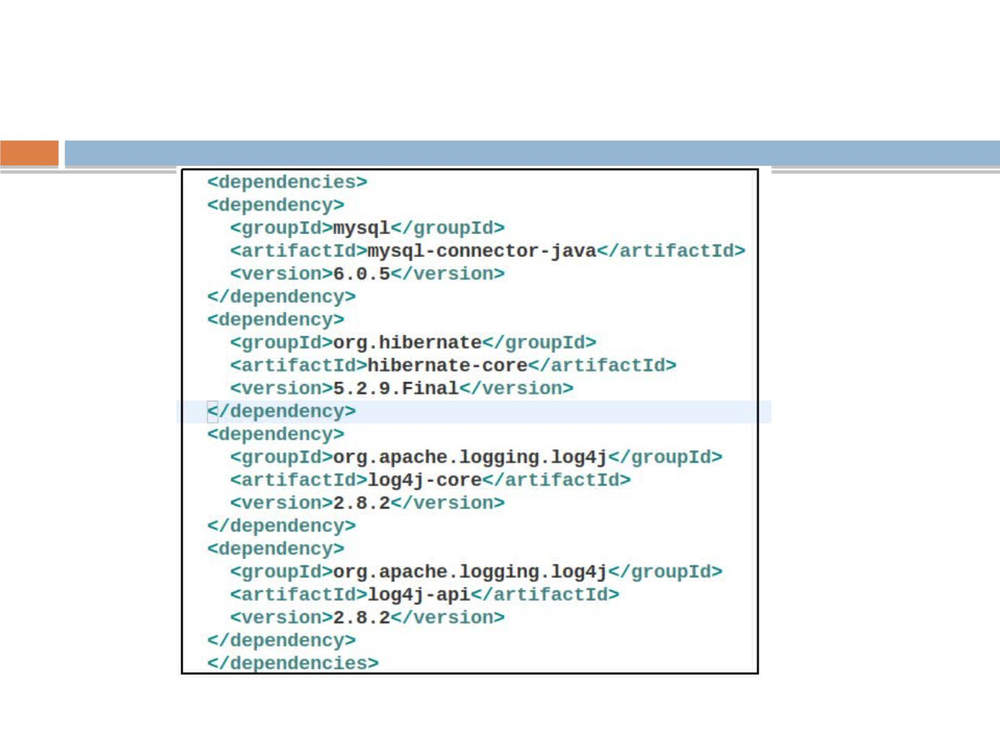 <dependencies>
<dependency>
<groupId>mysql</groupId>
<artifactId>mysql-connector-java</artifactId>
<version>6.0.5</version>
</dependency>
<dependency>
<groupId>org.hibernate</groupId>
<artifactId>hibernate-core</artifactId>
<version>5.2.9.Final</version>
</dependency>
<dependency>
<groupId>org.apache.logging.log4j</groupId>
<artifactId>log4j-core</artifactId>
<version>2.8.2</version>
</dependency>
<dependency>
<groupId>org.apache.logging.log4j</groupId>
<artifactId>log4j-api</artifactId>
<version>2.8.2</version>
</dependency>
</dependencies>